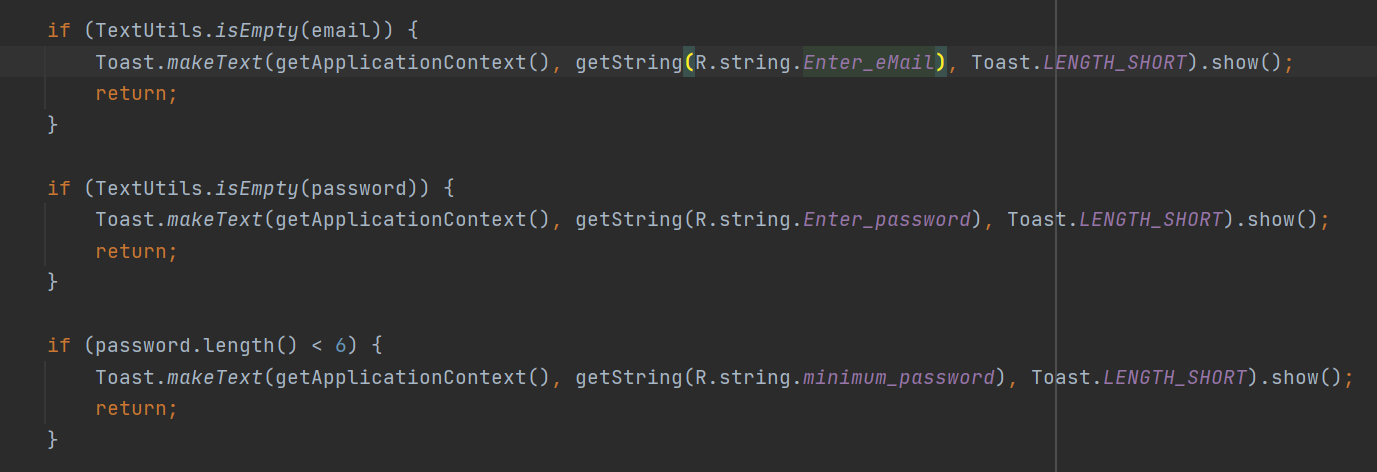 if (TextUtils.isEmpty(email)) {
Toast.makeText(getApplicationContext(), getString(R.string.Enter_eMail), Toast.LENGTH_SHORT).show();
return;
}
if (TextUtils.isEmpty(password)) {
Toast.makeText(getApplicationContext(), getString(R.string.Enter_password), Toast.LENGTH_SHORT).show();
return;
}
if (password.length() < 6) {
Toast.makeText(getApplicationContext(), getString(R.string.minimum_password), Toast.LENGTH_SHORT).show();
return;
}